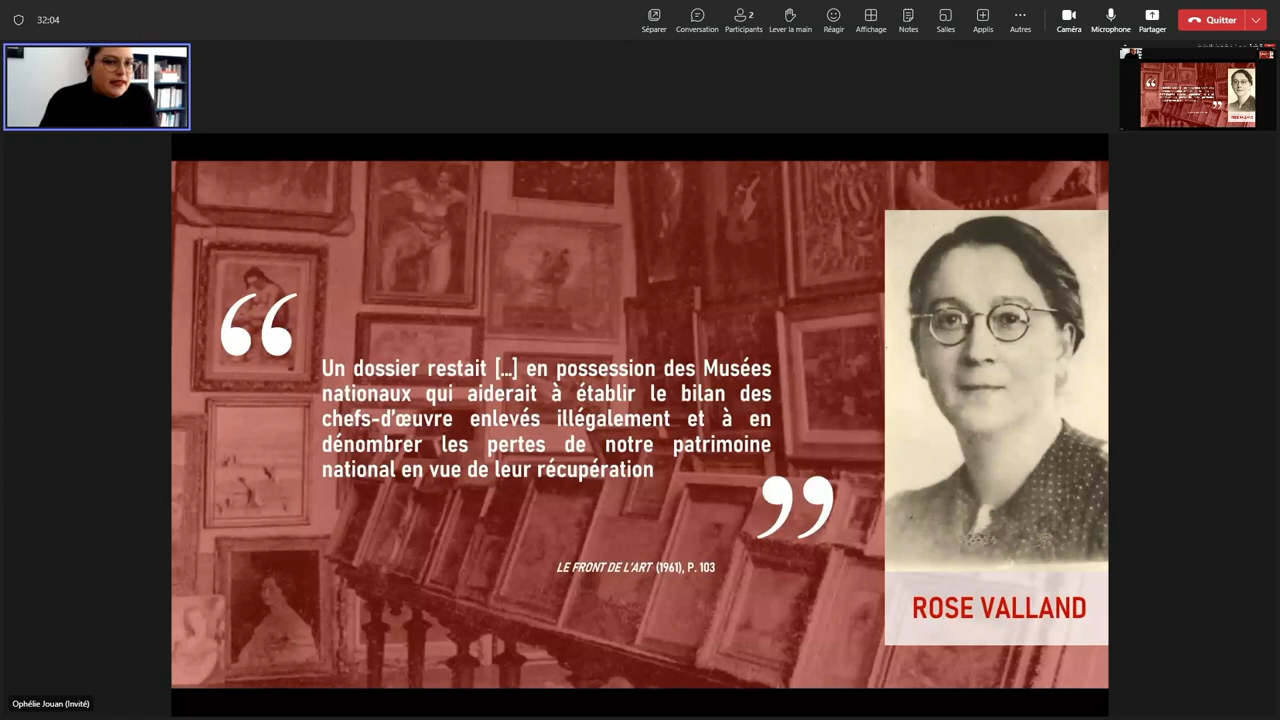 32:04
Séparer
Conversation
2
Participants
Lever la main
Réagir
Affichage
Notes
Salles
Applis
Autres
Caméra
Microphone
Partager
Quitter
“
Un dossier restait [...] en possession des Musées
nationaux qui aiderait à établir le bilan des
chefs-d’œuvre enlevés illégalement et à en
dénombrer les pertes de notre patrimoine
national en vue de leur récupération
”
LE FRONT DE L’ART (1961), P. 103
ROSE VALLAND
ROSE VALLAND
Ophélie Jouan (Invité)